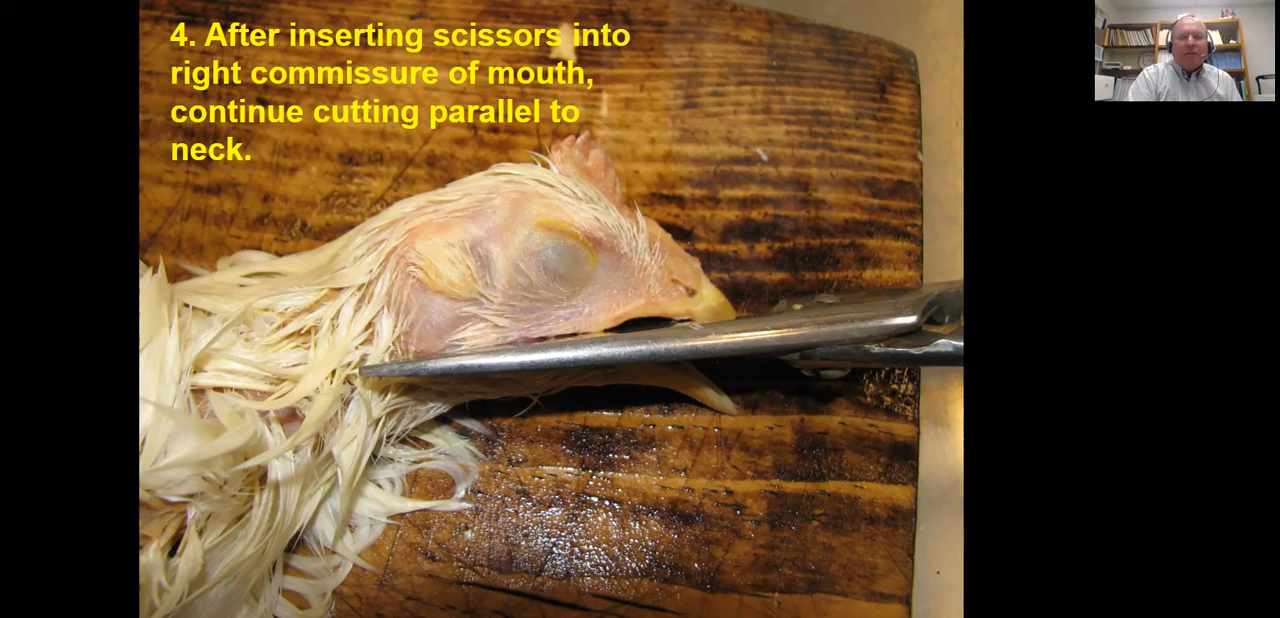 4. After inserting scissors into
right commissure of mouth,
continue cutting parallel to
neck.